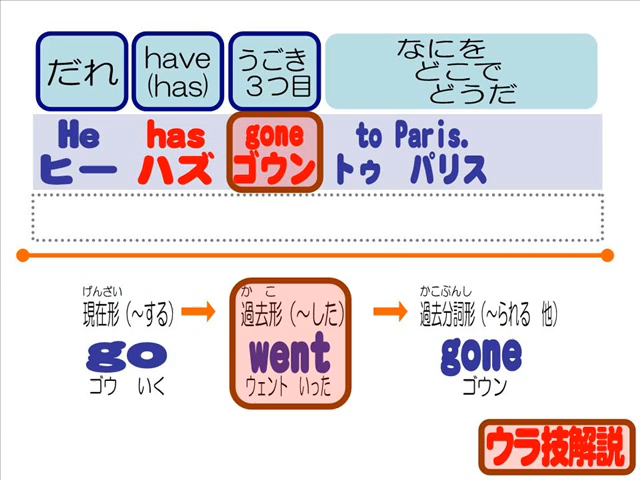 だれ have (has) うごき 3つ目 なにを どこで どうだ
He has gone to Paris.
ヒー ハズ ゴウン トゥ パリス
げんざい かこ かこぶんし
現在形（〜する） 過去形（〜した） 過去分詞形（〜られる 他）
go went gone
ゴウ いく ウェント いった ゴウン
ウラ技解説